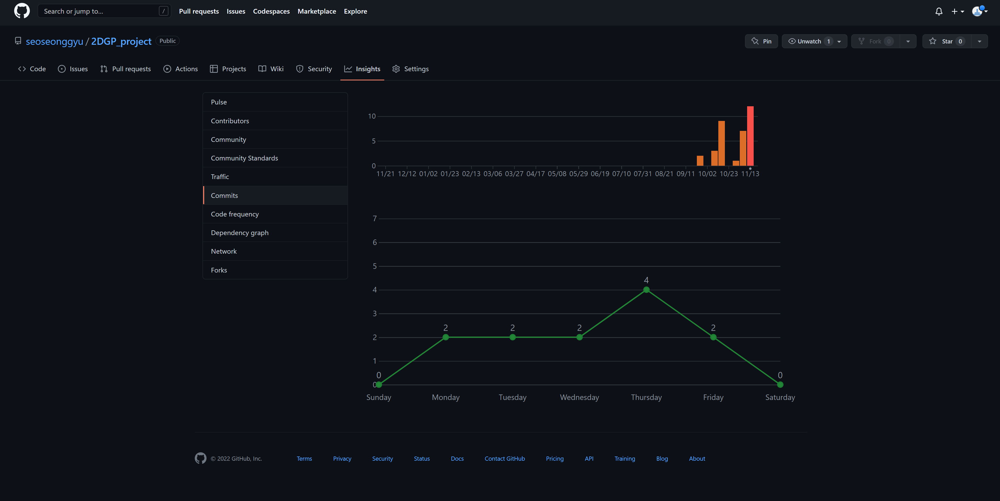 Search or jump to... / Pull requests Issues Codespaces Marketplace Explore
seoseonggyu / 2DGP_project Public Pin Unwatch 1 Fork 0 Star 0
Code Issues Pull requests Actions Projects Wiki Security Insights Settings
Pulse
Contributors
Community
Community Standards
Traffic
Commits
Code frequency
Dependency graph
Network
Forks
10
5
0
11/21 12/12 01/02 01/23 02/13 03/06 03/27 04/17 05/08 05/29 06/19 07/10 07/31 08/21 09/11 10/02 10/23 11/13
7
6
5
4
4
3
2 2 2 2
2
1
0 0
0
Sunday Monday Tuesday Wednesday Thursday Friday Saturday
© 2022 GitHub, Inc. Terms Privacy Security Status Docs Contact GitHub Pricing API Training Blog About